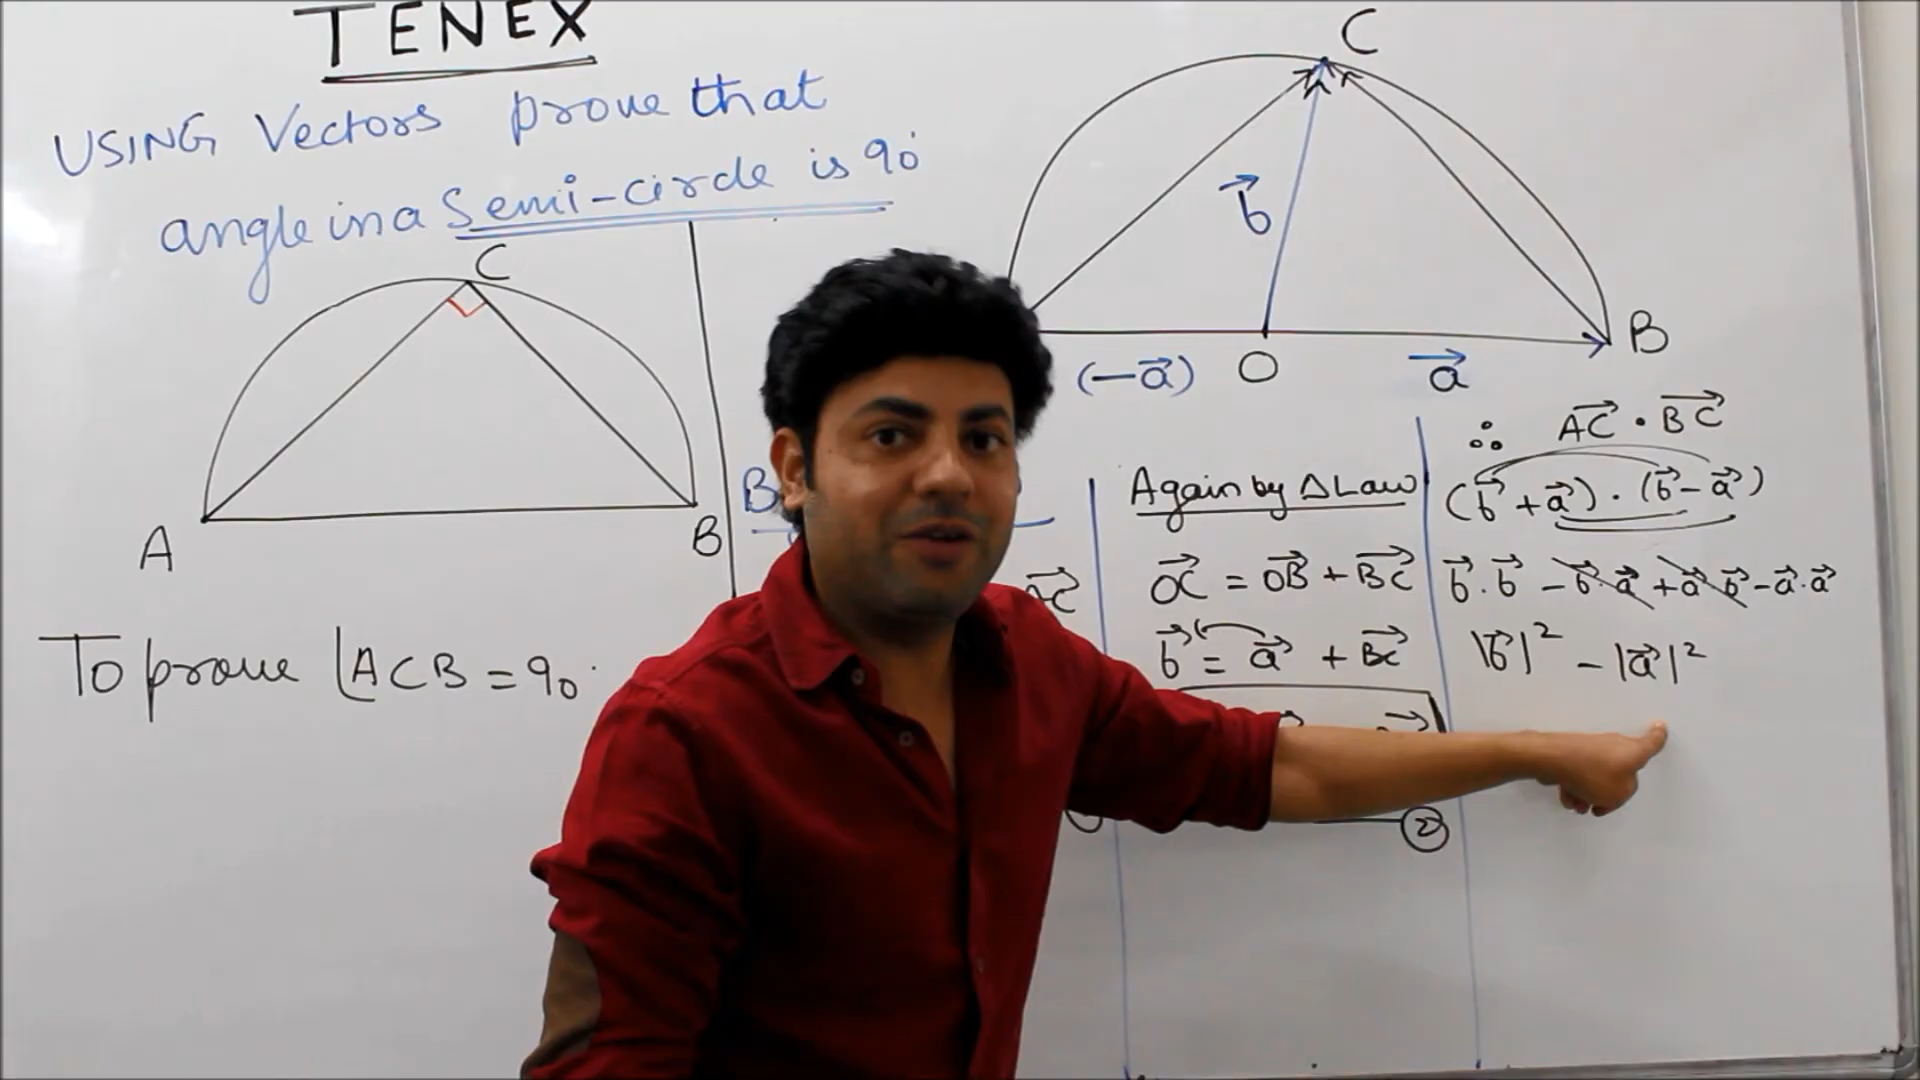 TENEX
USING Vectors prove that
angle in a Semi-circle is 90°
C
A
B
To prove ∠ACB = 90°
C
b⃗
(-a⃗)
O
a⃗
B
Again by Δ Law
OC⃗ = OB⃗ + BC⃗
b⃗ = a⃗ + BC⃗
②
∴ AC⃗ · BC⃗
(b⃗ + a⃗) · (b⃗ - a⃗)
b⃗ · b⃗ - b⃗ · a⃗ + a⃗ · b⃗ - a⃗ · a⃗
|b⃗|² - |a⃗|²